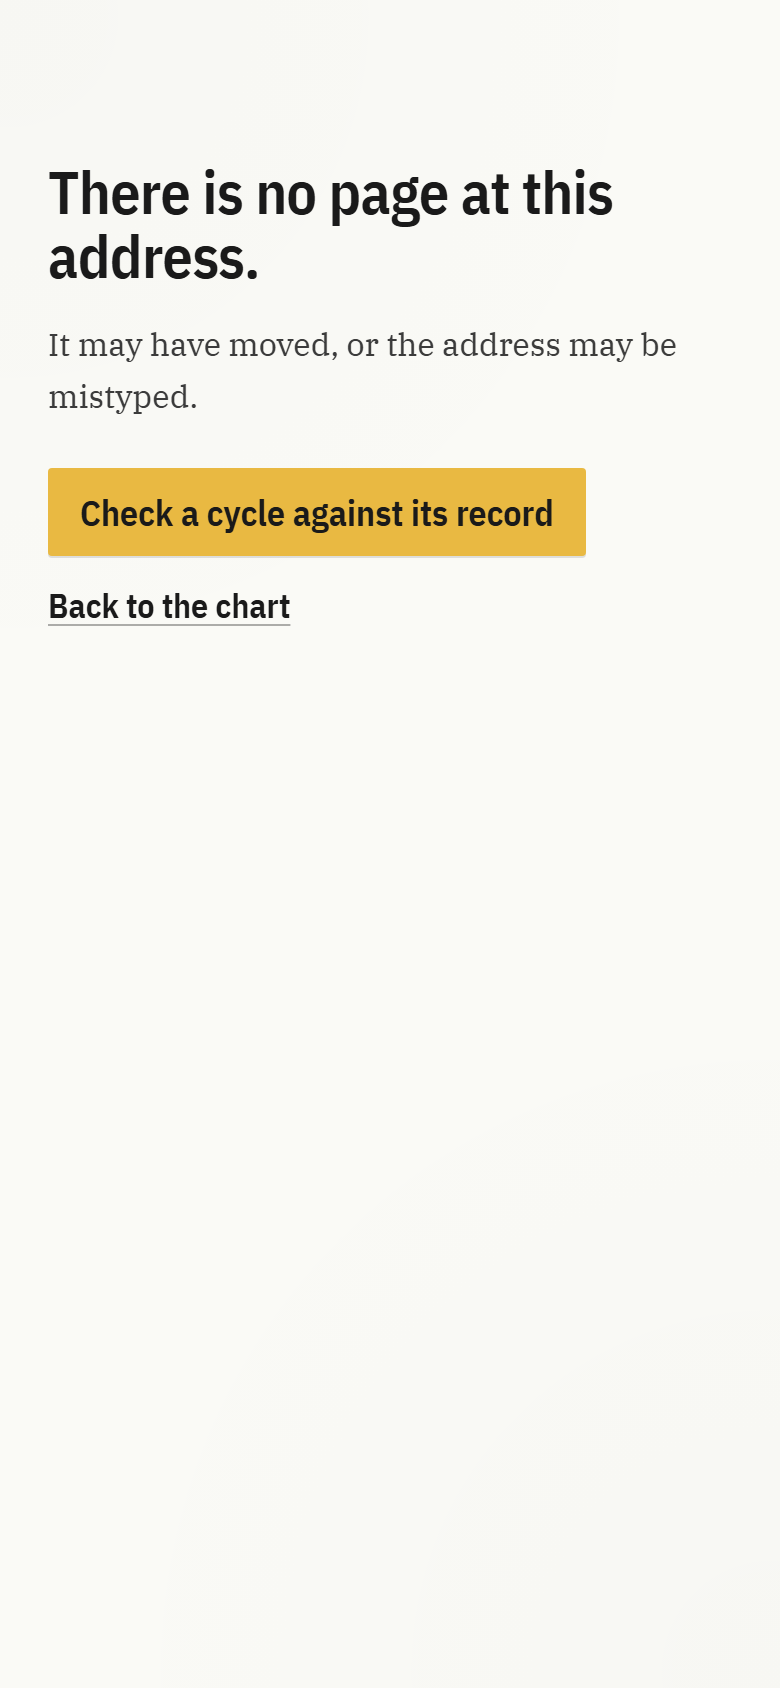 There is no page at this
address.
It may have moved, or the address may be
mistyped.
Check a cycle against its record
Back to the chart